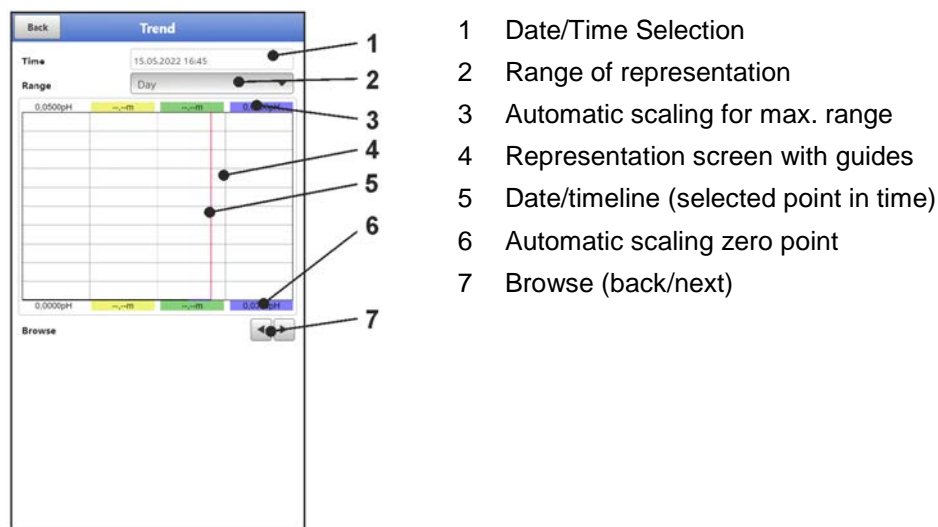 Back
Trend
Time
15.05.2022 16:45
Range
Day
0,0500pH
--,--m
--,--m
0,0000pH
--,--m
--,--m
Browse
1
2
3
4
5
6
7
1 Date/Time Selection
2 Range of representation
3 Automatic scaling for max. range
4 Representation screen with guides
5 Date/timeline (selected point in time)
6 Automatic scaling zero point
7 Browse (back/next)